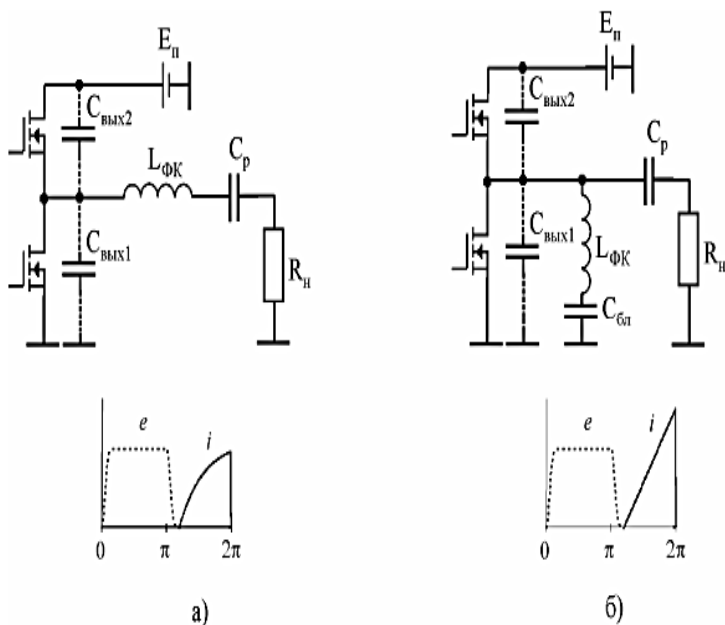 Eп
Cвых2
Lфк
Cр
Cвых1
Rн
e
i
0
π
2π
а)
Eп
Cвых2
Cр
Cвых1
Lфк
Cбл
Rн
e
i
0
π
2π
б)